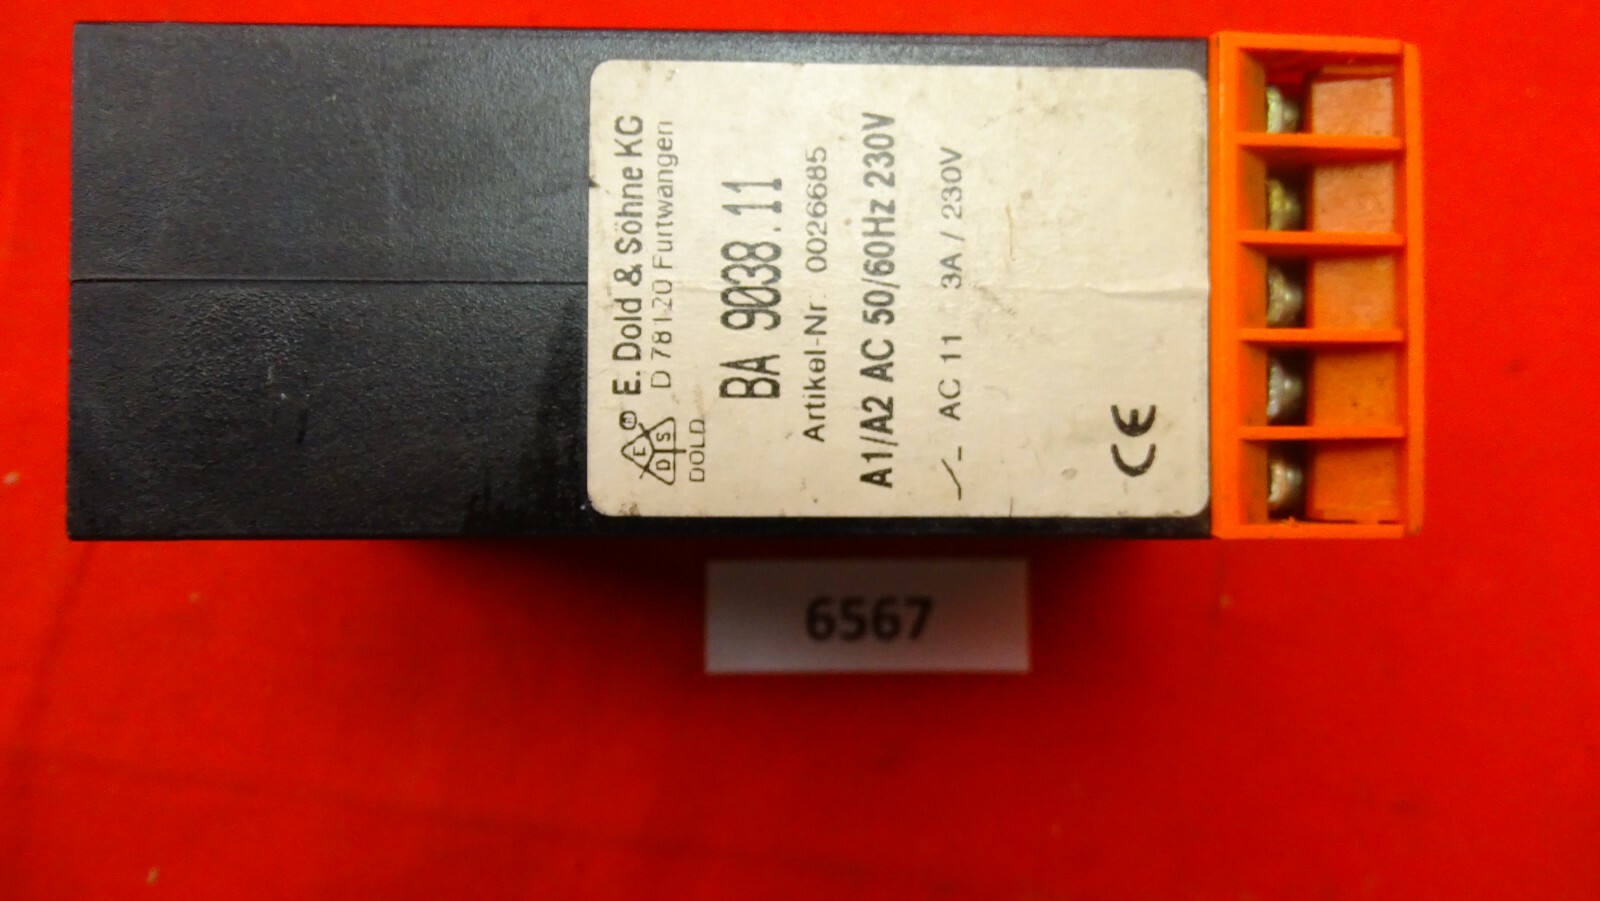 E. Dold & Söhne KG
D 78120 Furtwangen
E
D S
DOLD
BA 9038.11
Artikel-Nr. 0026685
A1/A2 AC 50/60Hz 230V
AC 11 3A / 230V
CE
6567